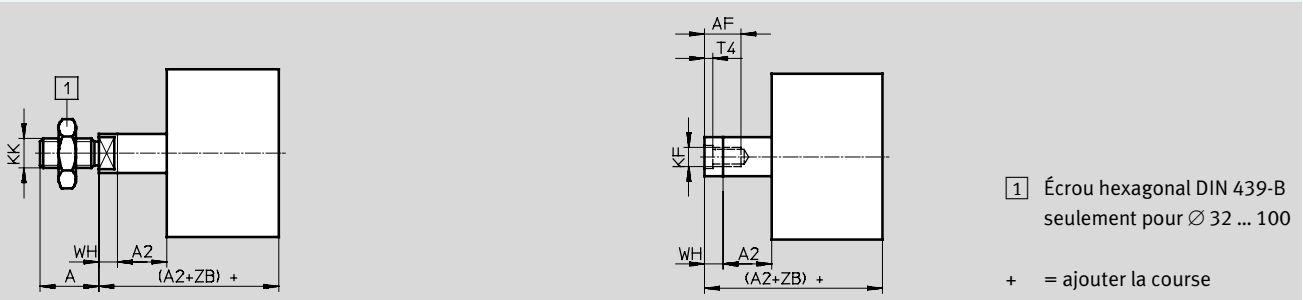 1
KK
WH
A2
A
(A2+ZB) +
AF
T4
KF
WH
A2
(A2+ZB) +
1 Écrou hexagonal DIN 439-B
seulement pour ∅ 32 ... 100
+ = ajouter la course